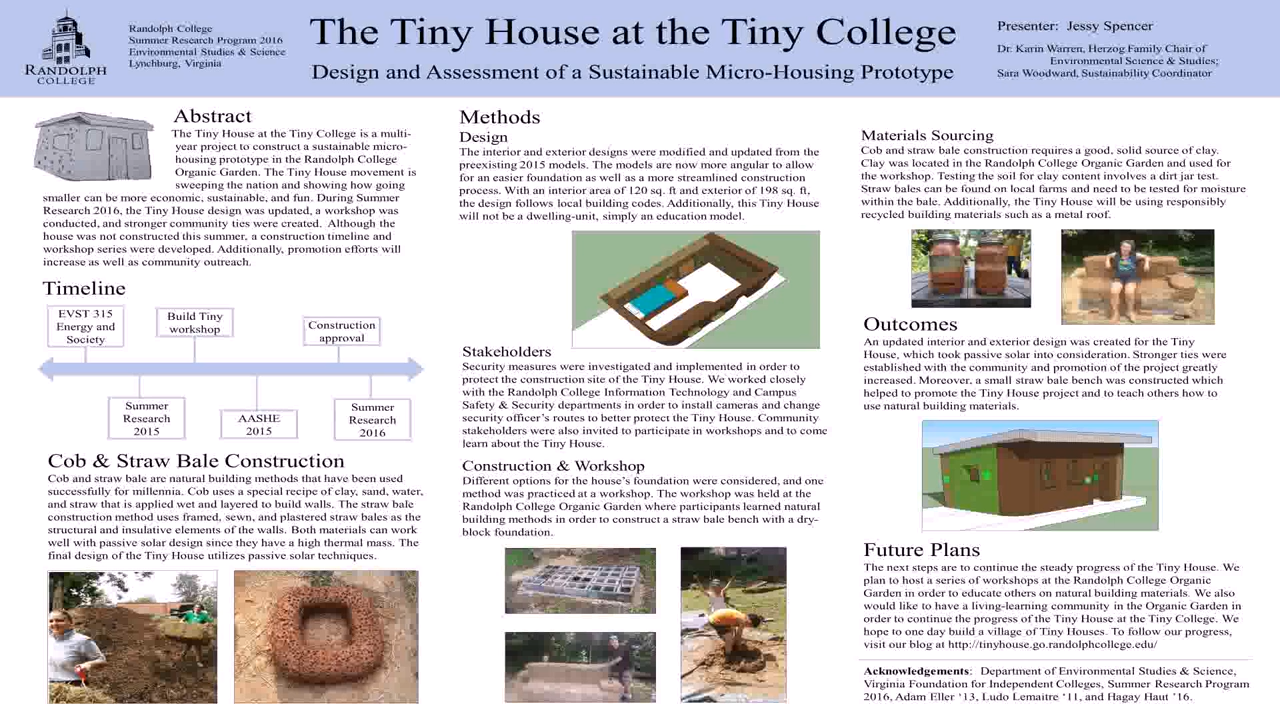 RANDOLPH
COLLEGE
Randolph College
Summer Research Program 2016
Environmental Studies & Science
Lynchburg, Virginia
The Tiny House at the Tiny College
Design and Assessment of a Sustainable Micro-Housing Prototype
Presenter: Jessy Spencer
Dr. Karin Warren, Herzog Family Chair of
Environmental Science & Studies;
Sara Woodward, Sustainability Coordinator
Abstract
The Tiny House at the Tiny College is a multi-
year project to construct a sustainable micro-
housing prototype in the Randolph College
Organic Garden. The Tiny House movement is
sweeping the nation and showing how going
smaller can be more economic, sustainable, and fun. During Summer
Research 2016, the Tiny House design was updated, a workshop was
conducted, and stronger community ties were created. Although the
house was not constructed this summer, a construction timeline and
workshop series were developed. Additionally, promotion efforts will
increase as well as community outreach.
Timeline
EVST 315
Energy and
Society
Build Tiny
workshop
Construction
approval
Summer
Research
2015
AASHE
2015
Summer
Research
2016
Cob & Straw Bale Construction
Cob and straw bale are natural building methods that have been used
successfully for millennia. Cob uses a special recipe of clay, sand, water,
and straw that is applied wet and layered to build walls. The straw bale
construction method uses framed, sewn, and plastered straw bales as the
structural and insulative elements of the walls. Both materials can work
well with passive solar design since they have a high thermal mass. The
final design of the Tiny House utilizes passive solar techniques.
Methods
Design
The interior and exterior designs were modified and updated from the
preexisting 2015 models. The models are now more angular to allow
for an easier foundation as well as a more streamlined construction
process. With an interior area of 120 sq. ft and exterior of 198 sq. ft,
the design follows local building codes. Additionally, this Tiny House
will not be a dwelling-unit, simply an education model.
Stakeholders
Security measures were investigated and implemented in order to
protect the construction site of the Tiny House. We worked closely
with the Randolph College Information Technology and Campus
Safety & Security departments in order to install cameras and change
security officer's routes to better protect the Tiny House. Community
stakeholders were also invited to participate in workshops and to come
learn about the Tiny House.
Construction & Workshop
Different options for the house's foundation were considered, and one
method was practiced at a workshop. The workshop was held at the
Randolph College Organic Garden where participants learned natural
building methods in order to construct a straw bale bench with a dry-
block foundation.
Materials Sourcing
Cob and straw bale construction requires a good, solid source of clay.
Clay was located in the Randolph College Organic Garden and used for
the workshop. Testing the soil for clay content involves a dirt jar test.
Straw bales can be found on local farms and need to be tested for moisture
within the bale. Additionally, the Tiny House will be using responsibly
recycled building materials such as a metal roof.
Outcomes
An updated interior and exterior design was created for the Tiny
House, which took passive solar into consideration. Stronger ties were
established with the community and promotion of the project greatly
increased. Moreover, a small straw bale bench was constructed which
helped to promote the Tiny House project and to teach others how to
use natural building materials.
Future Plans
The next steps are to continue the steady progress of the Tiny House. We
plan to host a series of workshops at the Randolph College Organic
Garden in order to educate others on natural building materials. We also
would like to have a living-learning community in the Organic Garden in
order to continue the progress of the Tiny House at the Tiny College. We
hope to one day build a village of Tiny Houses. To follow our progress,
visit our blog at http://tinyhouse.go.randolphcollege.edu/
Acknowledgements: Department of Environmental Studies & Science,
Virginia Foundation for Independent Colleges, Summer Research Program
2016, Adam Eller '13, Ludo Lemaitre '11, and Hagay Haut '16.